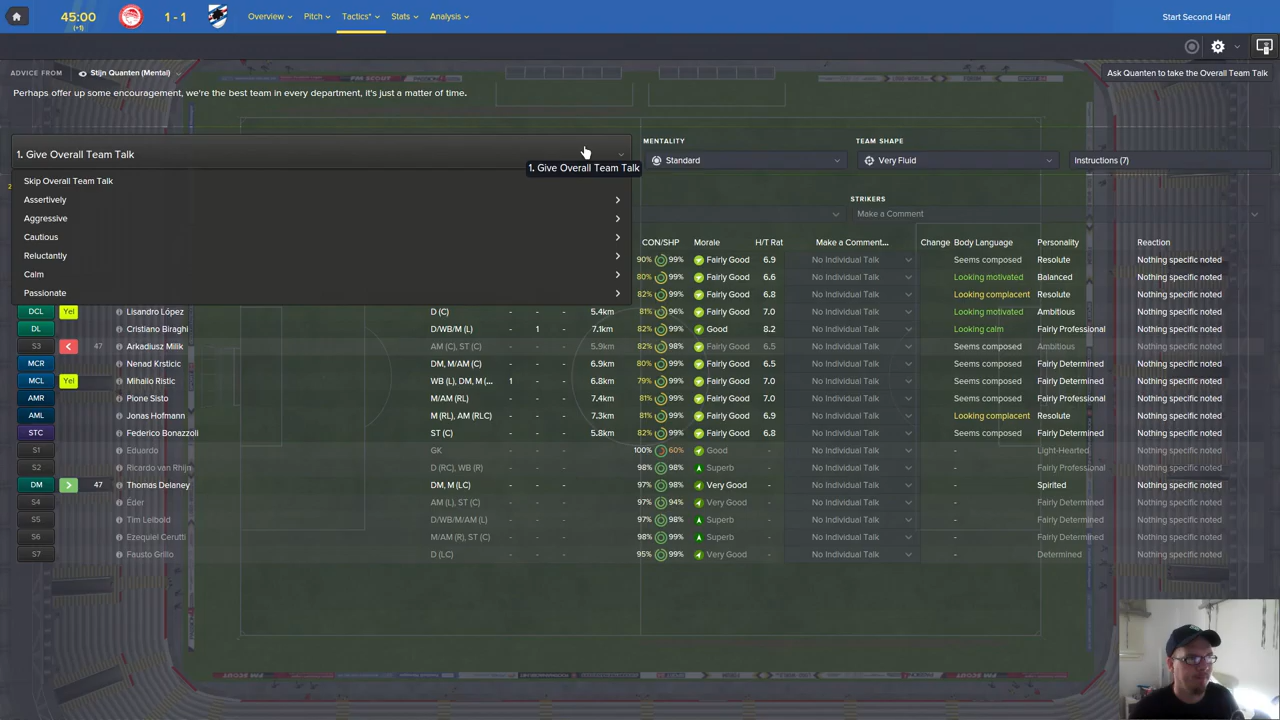 45:00
(+1)
1 - 1
Overview
Pitch
Tactics*
Stats
Analysis
Start Second Half
ADVICE FROM
Stijn Quanten (Mental)
Ask Quanten to take the Overall Team Talk
Perhaps offer up some encouragement, we're the best team in every department, it's just a matter of time.
1. Give Overall Team Talk
1. Give Overall Team Talk
MENTALITY
Standard
TEAM SHAPE
Very Fluid
Instructions (7)
Skip Overall Team Talk
Assertively
Aggressive
Cautious
Reluctantly
Calm
Passionate
STRIKERS
Make a Comment
CON/SHP Morale H/T Rat Make a Comment... Change Body Language Personality Reaction
90% 99% Fairly Good 6.9 No Individual Talk Seems composed Resolute Nothing specific noted
80% 99% Fairly Good 6.6 No Individual Talk Looking motivated Balanced Nothing specific noted
82% 99% Fairly Good 6.8 No Individual Talk Looking complacent Resolute Nothing specific noted
DCL Yel Lisandro López D (C) - - - 5.4km 81% 96% Fairly Good 7.0 No Individual Talk Looking motivated Ambitious Nothing specific noted
DL Cristiano Biraghi D/WB/M (L) - 1 - 7.1km 82% 99% Good 8.2 No Individual Talk Looking calm Fairly Professional Nothing specific noted
S3 47 Arkadiusz Milik AM (C), ST (C) - - - 5.9km 82% 98% Fairly Good 6.5 No Individual Talk Seems composed Ambitious Nothing specific noted
MCR Nenad Krsticic DM, M/AM (C) - - - 6.9km 80% 99% Fairly Good 6.5 No Individual Talk Seems composed Fairly Determined Nothing specific noted
MCL Yel Mihailo Ristic WB (L), DM, M (... 1 - - 6.8km 79% 99% Fairly Good 7.0 No Individual Talk Seems composed Fairly Determined Nothing specific noted
AMR Pione Sisto M/AM (RL) - - - 7.4km 81% 99% Fairly Good 7.0 No Individual Talk Seems composed Fairly Determined Nothing specific noted
AML Jonas Hofmann M (RL), AM (RLC) - - - 7.3km 81% 99% Fairly Good 6.9 No Individual Talk Looking complacent Resolute Nothing specific noted
STC Federico Bonazzoli ST (C) - - - 5.8km 82% 99% Fairly Good 6.8 No Individual Talk Seems composed Fairly Determined Nothing specific noted
S1 Eduardo GK - - - 100% 60% Good - No Individual Talk - Light-Hearted Nothing specific noted
S2 Ricardo van Rhijn D (RC), WB (R) - - - 98% 98% Superb - No Individual Talk - Fairly Professional Nothing specific noted
DM 47 Thomas Delaney DM, M (LC) - - - 97% 98% Very Good - No Individual Talk - Spirited Nothing specific noted
S4 Éder AM (L), ST (C) - - - 97% 94% Very Good - No Individual Talk - Fairly Determined Nothing specific noted
S5 Tim Leibold D/WB/M/AM (L) - - - 97% 98% Superb - No Individual Talk - Fairly Determined Nothing specific noted
S6 Ezequiel Cerutti M/AM (R), ST (C) - - - 98% 99% Superb - No Individual Talk - Fairly Determined Nothing specific noted
S7 Fausto Grillo D (LC) - - - 95% 99% Very Good - No Individual Talk - Determined Nothing specific noted